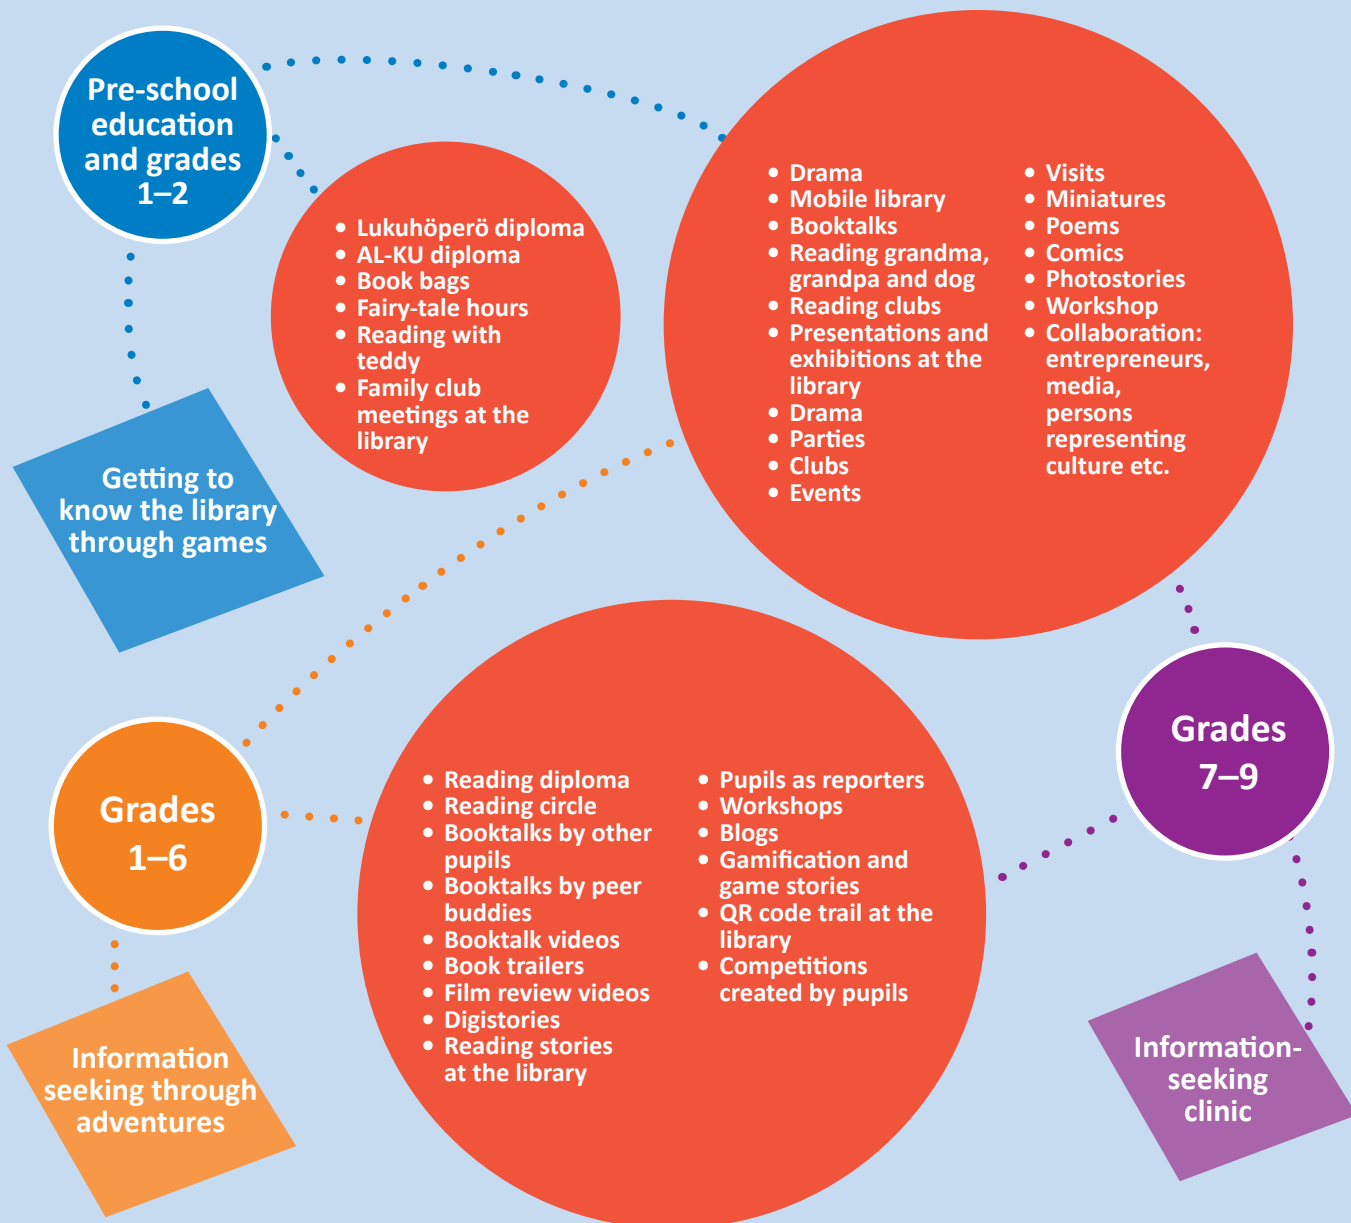 Pre-school
education
and grades
1–2
• Lukuhöperö diploma
• AL-KU diploma
• Book bags
• Fairy-tale hours
• Reading with
teddy
• Family club
meetings at the
library
• Drama
• Mobile library
• Booktalks
• Reading grandma,
grandpa and dog
• Reading clubs
• Presentations and
exhibitions at the
library
• Drama
• Parties
• Clubs
• Events
• Visits
• Miniatures
• Poems
• Comics
• Photostories
• Workshop
• Collaboration:
entrepreneurs,
media,
persons
representing
culture etc.
Getting to
know the library
through games
Grades
1–6
• Reading diploma
• Reading circle
• Booktalks by other
pupils
• Booktalks by peer
buddies
• Booktalk videos
• Book trailers
• Film review videos
• Digistories
• Reading stories
at the library
• Pupils as reporters
• Workshops
• Blogs
• Gamification and
game stories
• QR code trail at the
library
• Competitions
created by pupils
Grades
7–9
Information
seeking through
adventures
Information-
seeking
clinic